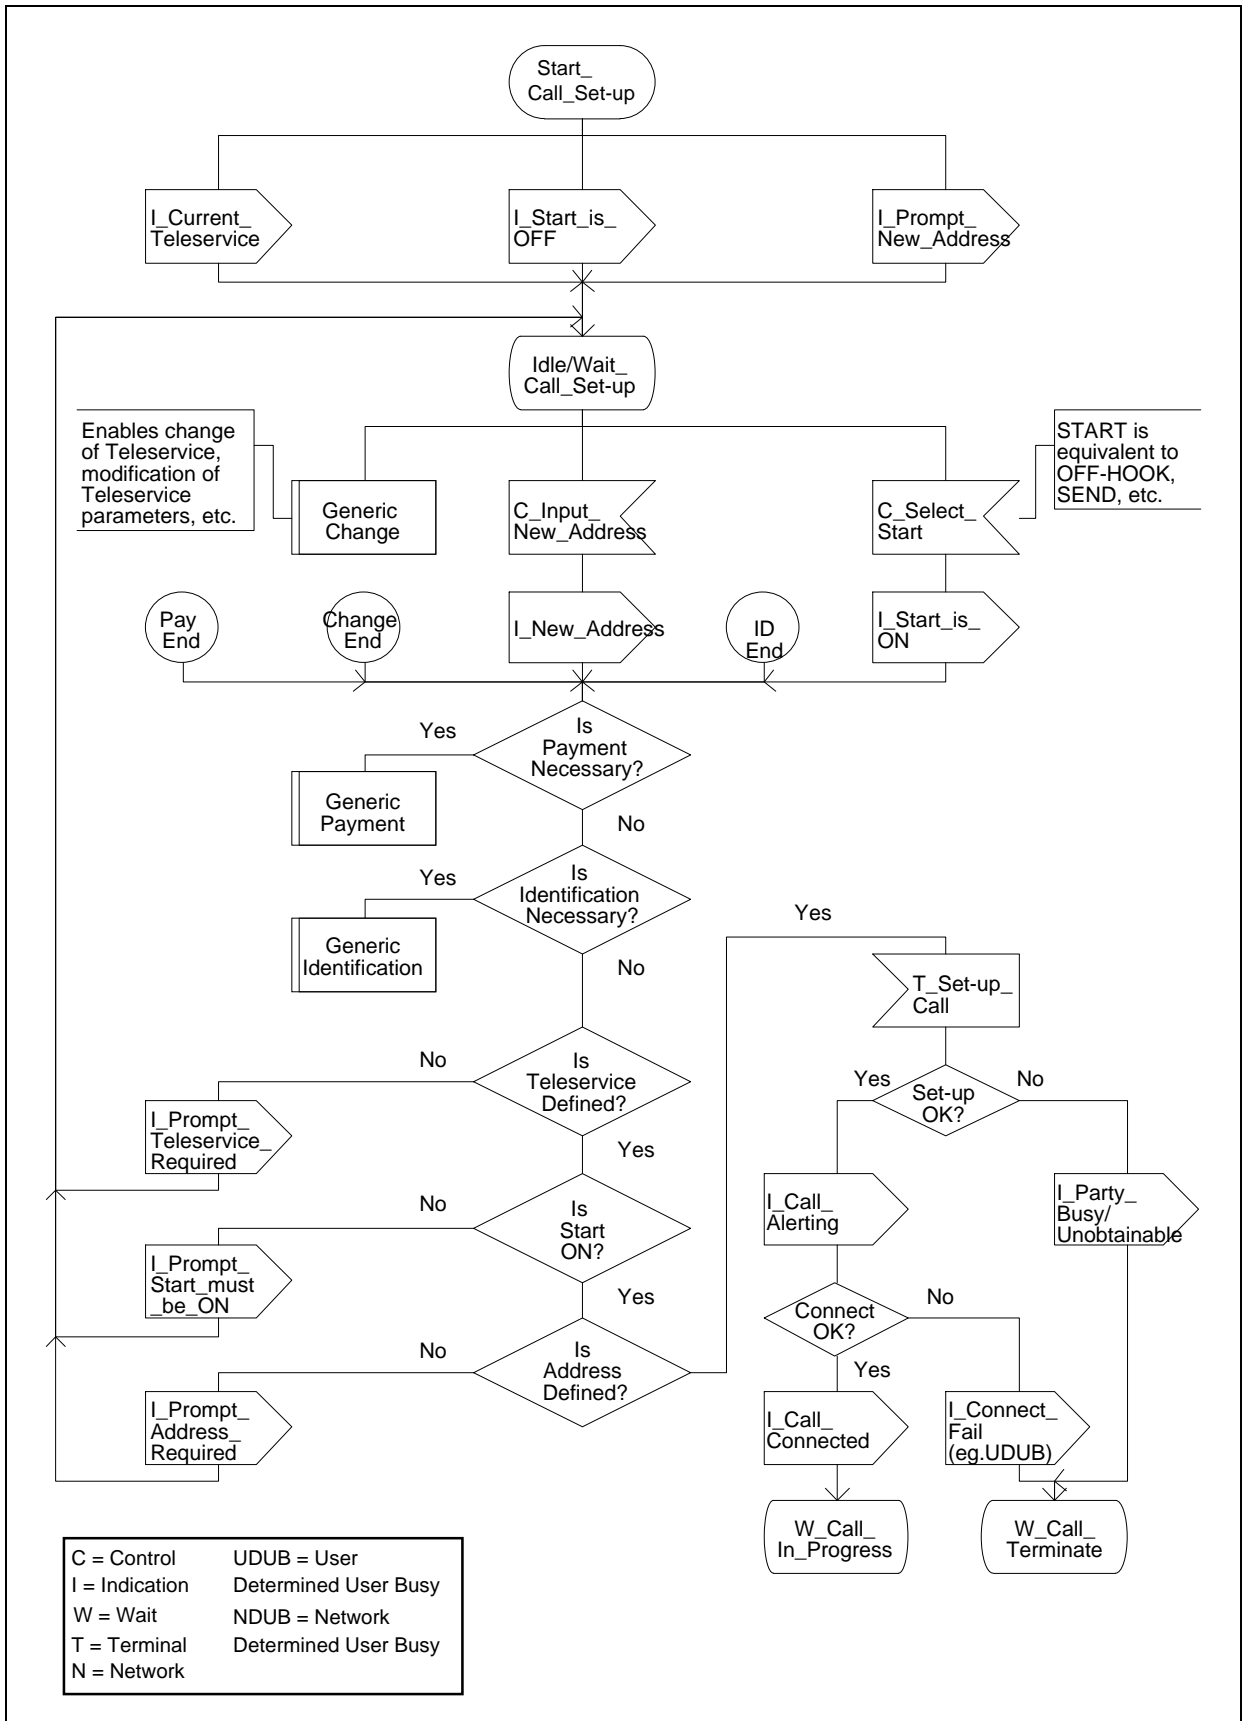 Start_
Call_Set-up
I_Current_
Teleservice
I_Start_is_
OFF
I_Prompt_
New_Address
Idle/Wait_
Call_Set-up
Enables change
of Teleservice,
modification of
Teleservice
parameters, etc.
Generic
Change
C_Input_
New_Address
C_Select_
Start
START is
equivalent to
OFF-HOOK,
SEND, etc.
Pay
End
Change
End
I_New_Address
ID
End
I_Start_is_
ON
Is
Payment
Necessary?
Yes
Generic
Payment
No
Is
Identification
Necessary?
Yes
Generic
Identification
No
Is
Teleservice
Defined?
No
I_Prompt_
Teleservice_
Required
Yes
Is
Start
ON?
No
I_Prompt_
Start_must
_be_ON
Yes
Is
Address
Defined?
No
I_Prompt_
Address_
Required
Yes
T_Set-up_
Call
Set-up
OK?
Yes
No
I_Call_
Alerting
I_Party_
Busy/
Unobtainable
Connect
OK?
No
Yes
I_Call_
Connected
I_Connect_
Fail
(eg.UDUB)
W_Call_
In_Progress
W_Call_
Terminate
C = Control
I = Indication
W = Wait
T = Terminal
N = Network
UDUB = User
Determined User Busy
NDUB = Network
Determined User Busy